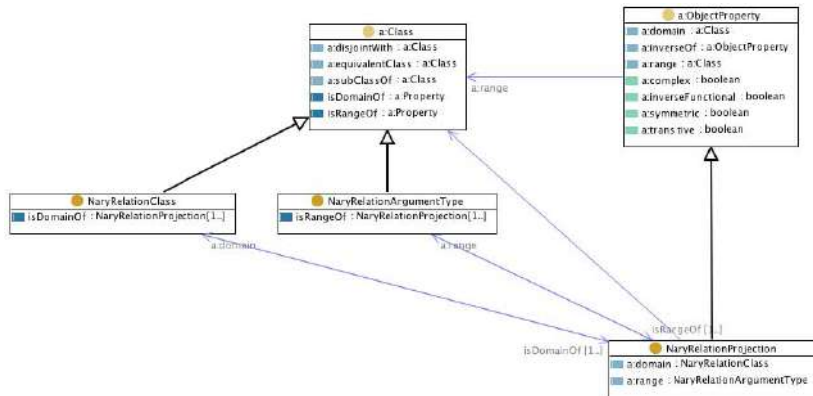 a:Class
a:disjointWith : a:Class
a:equivalentClass : a:Class
a:subClassOf : a:Class
isDomainOf : a:Property
isRangeOf : a:Property
a:ObjectProperty
a:domain : a:Class
a:inverseOf : a:ObjectProperty
a:range : a:Class
a:complex : boolean
a:inverseFunctional : boolean
a:symmetric : boolean
a:transitive : boolean
a:range
NaryRelationClass
isDomainOf : NaryRelationProjection[1..]
NaryRelationArgumentType
isRangeOf : NaryRelationProjection[1..]
a:domain
a:range
isRangeOf [1..]
isDomainOf [1..]
NaryRelationProjection
a:domain : NaryRelationClass
a:range : NaryRelationArgumentType